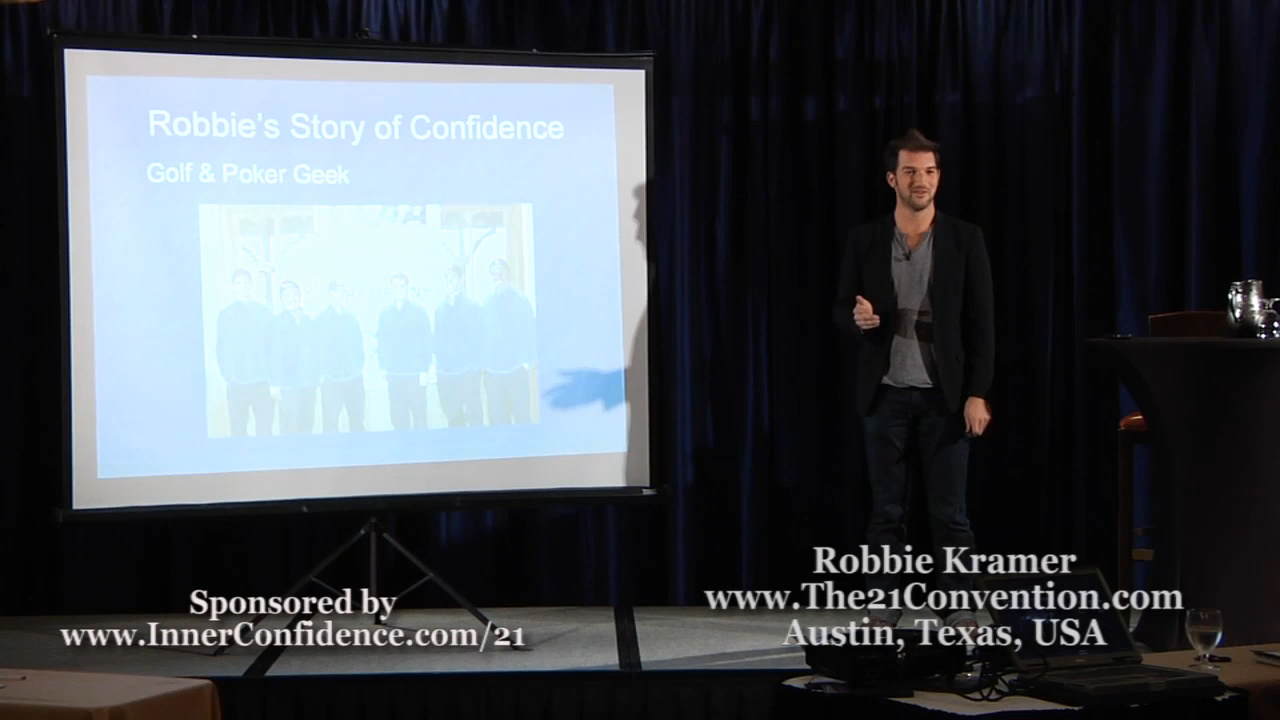 Robbie's Story of Confidence
Golf & Poker Geek
Sponsored by
www.InnerConfidence.com/21
Robbie Kramer
www.The21Convention.com
Austin, Texas, USA